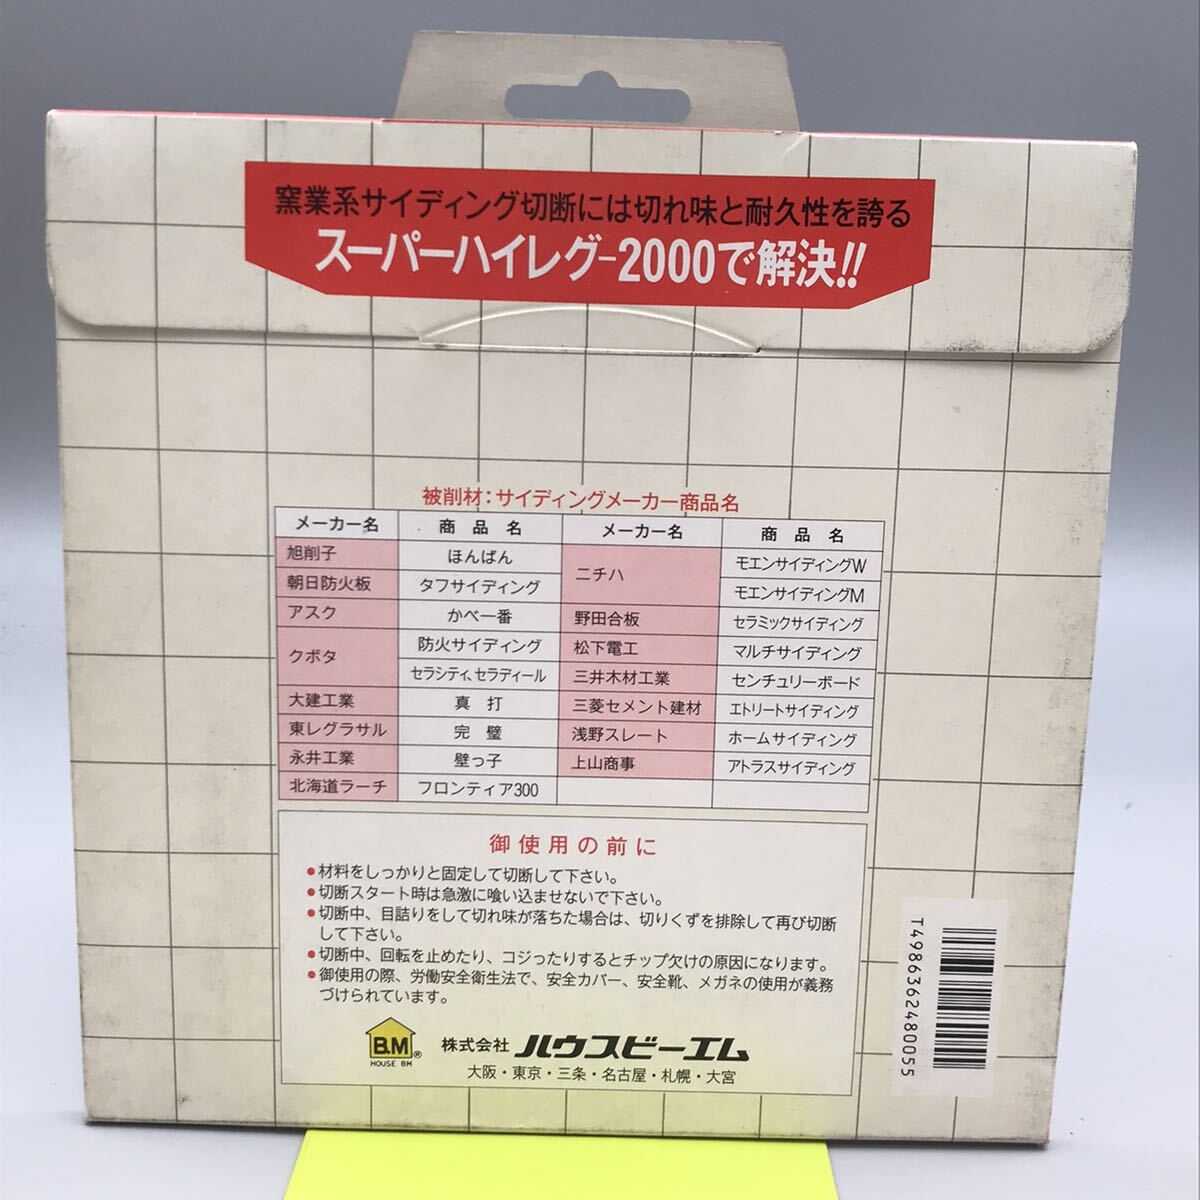 窯業系サイディング切断には切れ味と耐久性を誇る
スーパーハイレグ-2000で解決!!
被削材:サイディングメーカー商品名
メーカー名 商品名 メーカー名 商品名
旭削子 ほんばん ニチハ モエンサイディングW
朝日防火板 タフサイディング モエンサイディングM
アスク かべ一番 野田合板 セラミックサイディング
クボタ 防火サイディング 松下電工 マルチサイディング
セラシティ、セラディール 三井木材工業 センチュリーボード
大建工業 真打 三菱セメント建材 エトリートサイディング
東レグラサル 完璧 浅野スレート ホームサイディング
永井工業 壁っ子 上山商事 アトラスサイディング
北海道ラーチ フロンティア300
御使用の前に
●材料をしっかりと固定して切断して下さい。
●切断スタート時は急激に喰い込ませないで下さい。
●切断中、目詰りをして切れ味が落ちた場合は、切りくずを排除して再び切断
して下さい。
●切断中、回転を止めたり、コジったりするとチップ欠けの原因になります。
●御使用の際、労働安全衛生法で、安全カバー、安全靴、メガネの使用が義務
づけられています。
B.M® 株式会社 ハウスビーエム
HOUSE BM
大阪・東京・三条・名古屋・札幌・大宮
T4986362480055